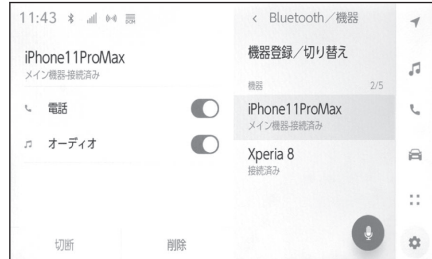 11:43
iPhone11ProMax
メイン機器-接続済み
電話
オーディオ
切断
削除
< Bluetooth／機器
機器登録／切り替え
機器 2/5
iPhone11ProMax
メイン機器-接続済み
Xperia 8
接続済み